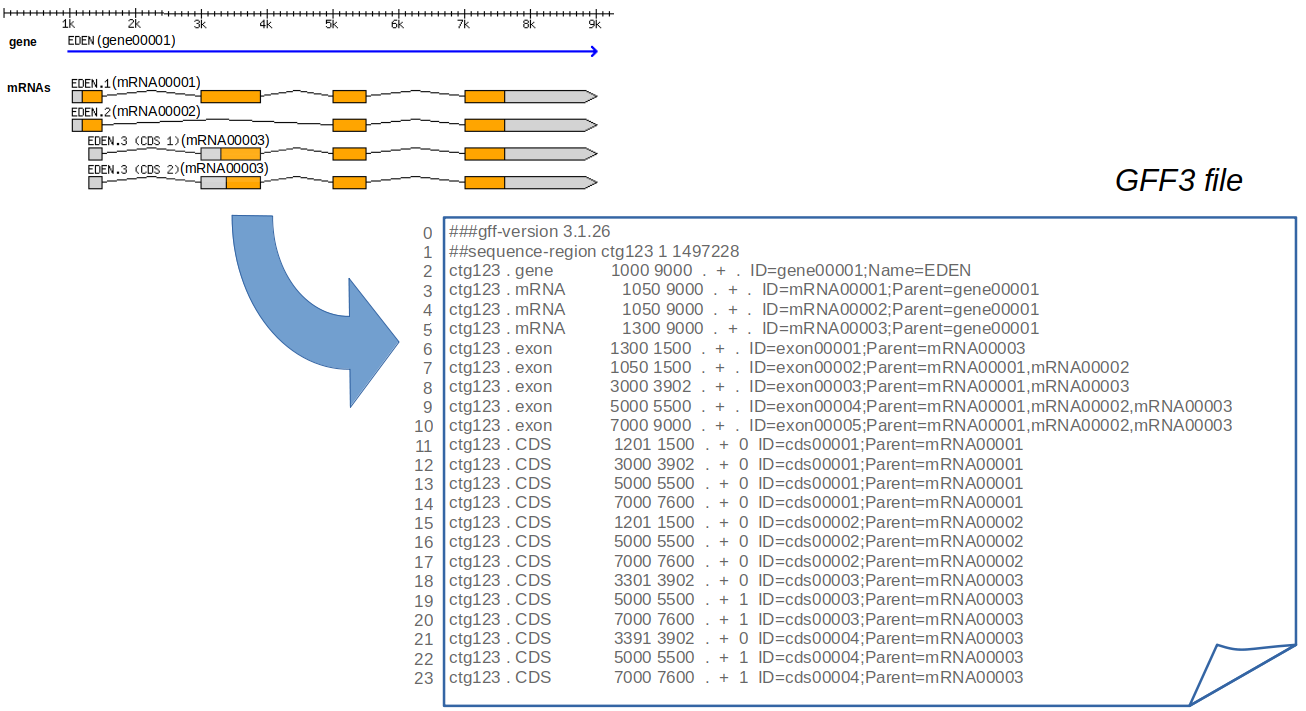 1k 2k 3k 4k 5k 6k 7k 8k 9k
gene EDEN (gene00001)
mRNAs
EDEN.1 (mRNA00001)
EDEN.2 (mRNA00002)
EDEN.3 (CDS 1) (mRNA00003)
EDEN.3 (CDS 2) (mRNA00003)
GFF3 file
0 ###gff-version 3.1.26
1 ##sequence-region ctg123 1 1497228
2 ctg123 . gene 1000 9000 . + . ID=gene00001;Name=EDEN
3 ctg123 . mRNA 1050 9000 . + . ID=mRNA00001;Parent=gene00001
4 ctg123 . mRNA 1050 9000 . + . ID=mRNA00002;Parent=gene00001
5 ctg123 . mRNA 1300 9000 . + . ID=mRNA00003;Parent=gene00001
6 ctg123 . exon 1300 1500 . + . ID=exon00001;Parent=mRNA00003
7 ctg123 . exon 1050 1500 . + . ID=exon00002;Parent=mRNA00001,mRNA00002
8 ctg123 . exon 3000 3902 . + . ID=exon00003;Parent=mRNA00001,mRNA00003
9 ctg123 . exon 5000 5500 . + . ID=exon00004;Parent=mRNA00001,mRNA00002,mRNA00003
10 ctg123 . exon 7000 9000 . + . ID=exon00005;Parent=mRNA00001,mRNA00002,mRNA00003
11 ctg123 . CDS 1201 1500 . + 0 ID=cds00001;Parent=mRNA00001
12 ctg123 . CDS 3000 3902 . + 0 ID=cds00001;Parent=mRNA00001
13 ctg123 . CDS 5000 5500 . + 0 ID=cds00001;Parent=mRNA00001
14 ctg123 . CDS 7000 7600 . + 0 ID=cds00001;Parent=mRNA00001
15 ctg123 . CDS 1201 1500 . + 0 ID=cds00002;Parent=mRNA00002
16 ctg123 . CDS 5000 5500 . + 0 ID=cds00002;Parent=mRNA00002
17 ctg123 . CDS 7000 7600 . + 0 ID=cds00002;Parent=mRNA00002
18 ctg123 . CDS 3301 3902 . + 0 ID=cds00003;Parent=mRNA00003
19 ctg123 . CDS 5000 5500 . + 1 ID=cds00003;Parent=mRNA00003
20 ctg123 . CDS 7000 7600 . + 1 ID=cds00003;Parent=mRNA00003
21 ctg123 . CDS 3391 3902 . + 0 ID=cds00004;Parent=mRNA00003
22 ctg123 . CDS 5000 5500 . + 1 ID=cds00004;Parent=mRNA00003
23 ctg123 . CDS 7000 7600 . + 1 ID=cds00004;Parent=mRNA00003